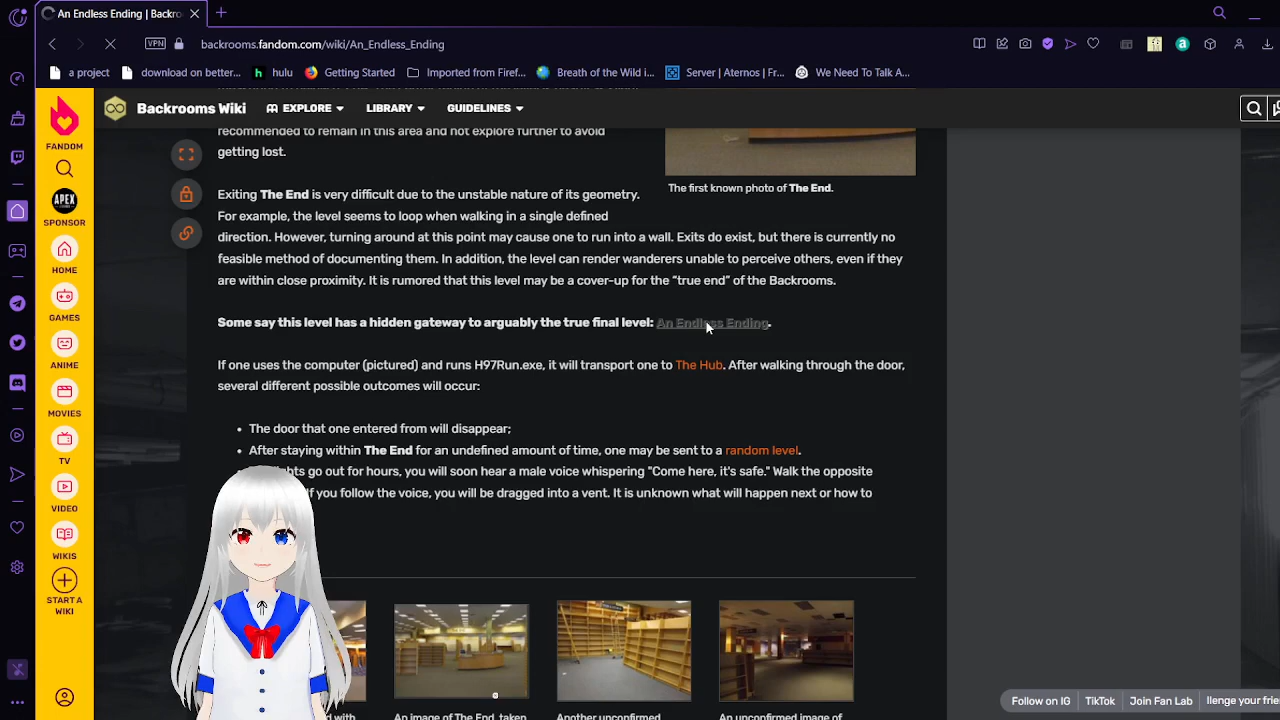 An Endless Ending | Backro
VPN
backrooms.fandom.com/wiki/An_Endless_Ending
a project
download on better...
hulu
Getting Started
Imported from Firef...
Breath of the Wild i...
Server | Aternos | Fr...
We Need To Talk A...
FANDOM
SPONSOR
HOME
GAMES
ANIME
MOVIES
TV
VIDEO
WIKIS
START A
WIKI
APEX
Backrooms Wiki
EXPLORE
LIBRARY
GUIDELINES
recommended to remain in this area and not explore further to avoid
getting lost.
The first known photo of The End.
Exiting The End is very difficult due to the unstable nature of its geometry.
For example, the level seems to loop when walking in a single defined
direction. However, turning around at this point may cause one to run into a wall. Exits do exist, but there is currently no
feasible method of documenting them. In addition, the level can render wanderers unable to perceive others, even if they
are within close proximity. It is rumored that this level may be a cover-up for the “true end” of the Backrooms.
Some say this level has a hidden gateway to arguably the true final level: An Endless Ending.
If one uses the computer (pictured) and runs H97Run.exe, it will transport one to The Hub. After walking through the door,
several different possible outcomes will occur:
The door that one entered from will disappear;
After staying within The End for an undefined amount of time, one may be sent to a random level.
go out for hours, you will soon hear a male voice whispering "Come here, it's safe." Walk the opposite
if you follow the voice, you will be dragged into a vent. It is unknown what will happen next or how to
with
An image of The End, taken
Another unconfirmed
An unconfirmed image of
Follow on IG
TikTok
Join Fan Lab
llenge your frie